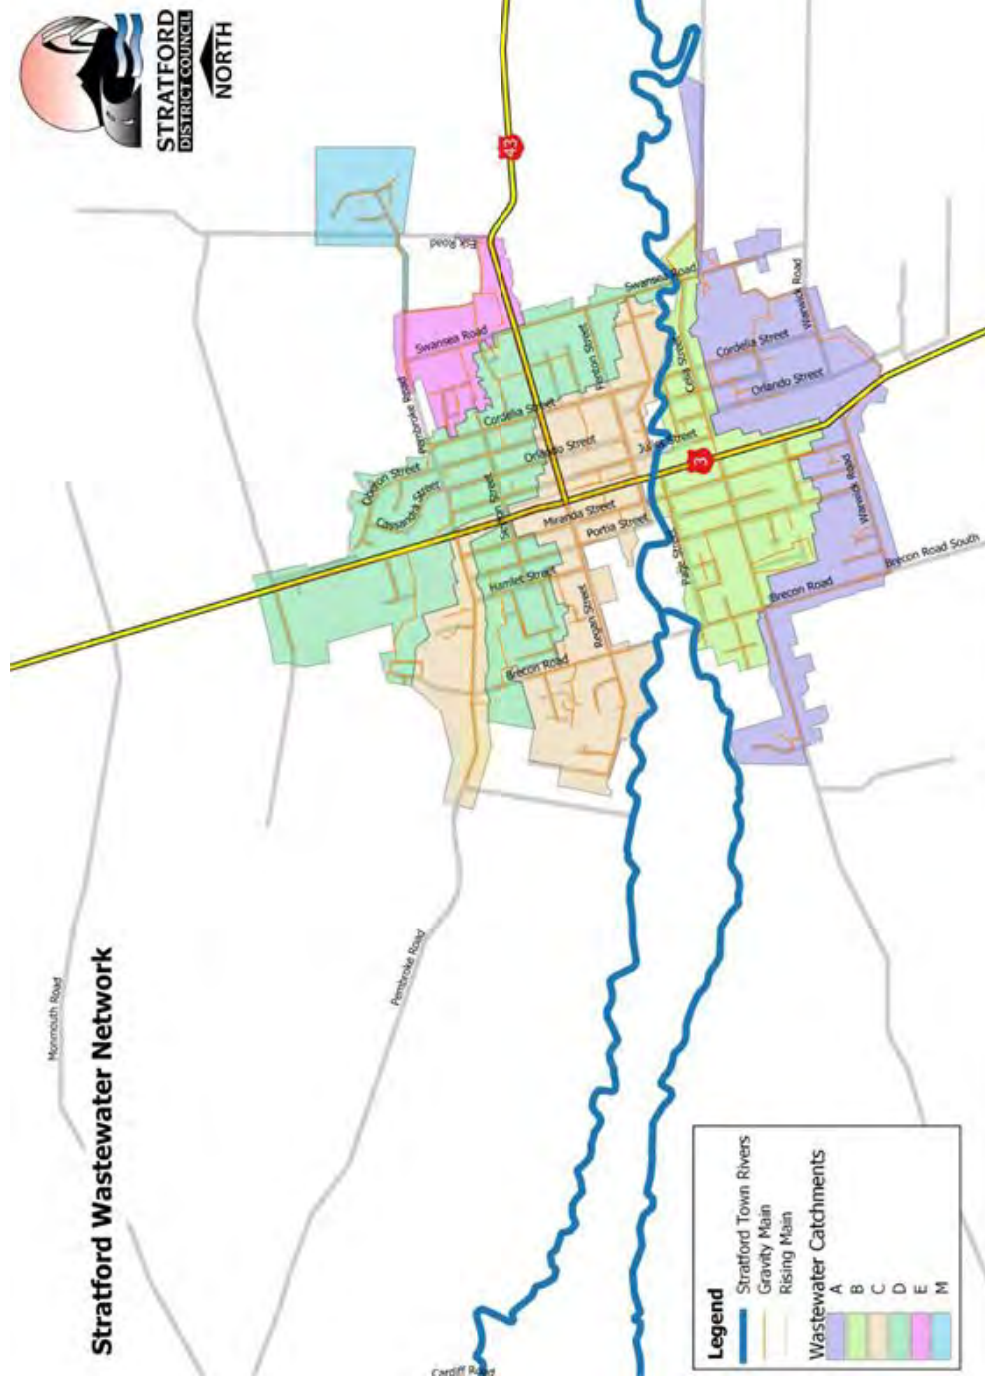 Stratford Wastewater Network
STRATFORD
DISTRICT COUNCIL
NORTH
Monmouth Road
Pembroke Road
Cardiff Road
43
Esk Road
Swansea Road
Pembroke Road
Cordelia Street
Oberon Street
Cassandra Street
Orlando Street
Fenton Street
Swansea Road
Miranda Street
Portia Street
Hamlet Street
Regan Street
Brecon Road
Juliet Street
Celia Street
3
Page Street
Cordelia Street
Orlando Street
Warwick Road
Warwick Road
Brecon Road
Brecon Road South
Legend
Stratford Town Rivers
Gravity Main
Rising Main
Wastewater Catchments
A
B
C
D
E
M